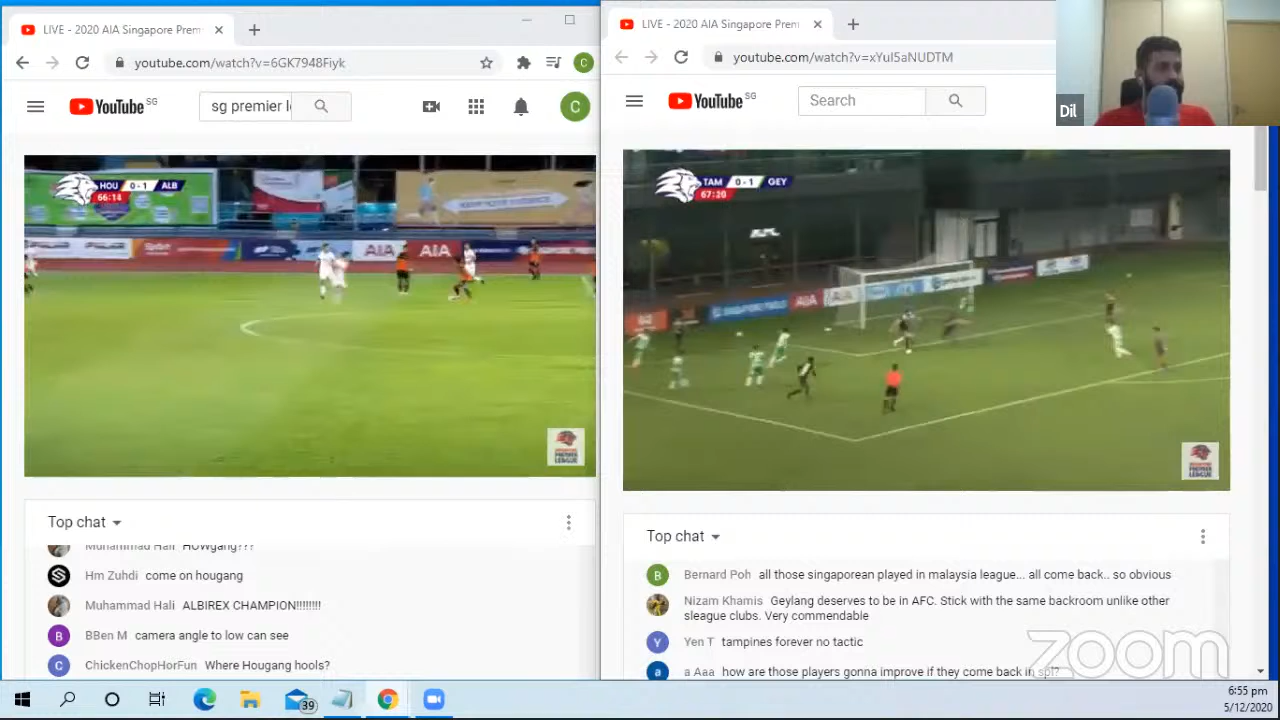 LIVE - 2020 AIA Singapore Prem
youtube.com/watch?v=6GK7948Fiyk
YouTube SG
sg premier l
C
HOU 0-1 ALB
66:14
AIA
AIA
SINGAPORE PREMIER LEAGUE
Top chat
Muhammad Hali HOWgang???
Hm Zuhdi come on hougang
Muhammad Hali ALBIREX CHAMPION!!!!!!!!
B BBen M camera angle to low can see
C ChickenChopHorFun Where Hougang hools?
LIVE - 2020 AIA Singapore Premi
youtube.com/watch?v=xYuI5aNUDTM
YouTube SG
Search
Dil
TAM 0-1 GEY
67:20
AIA
Top chat
B Bernard Poh all those singaporean played in malaysia league... all come back.. so obvious
Nizam Khamis Geylang deserves to be in AFC. Stick with the same backroom unlike other
sleague clubs. Very commendable
Y Yen T tampines forever no tactic
a a Aaa how are those players gonna improve if they come back in spl?
zoom
39
6:55 pm
5/12/2020